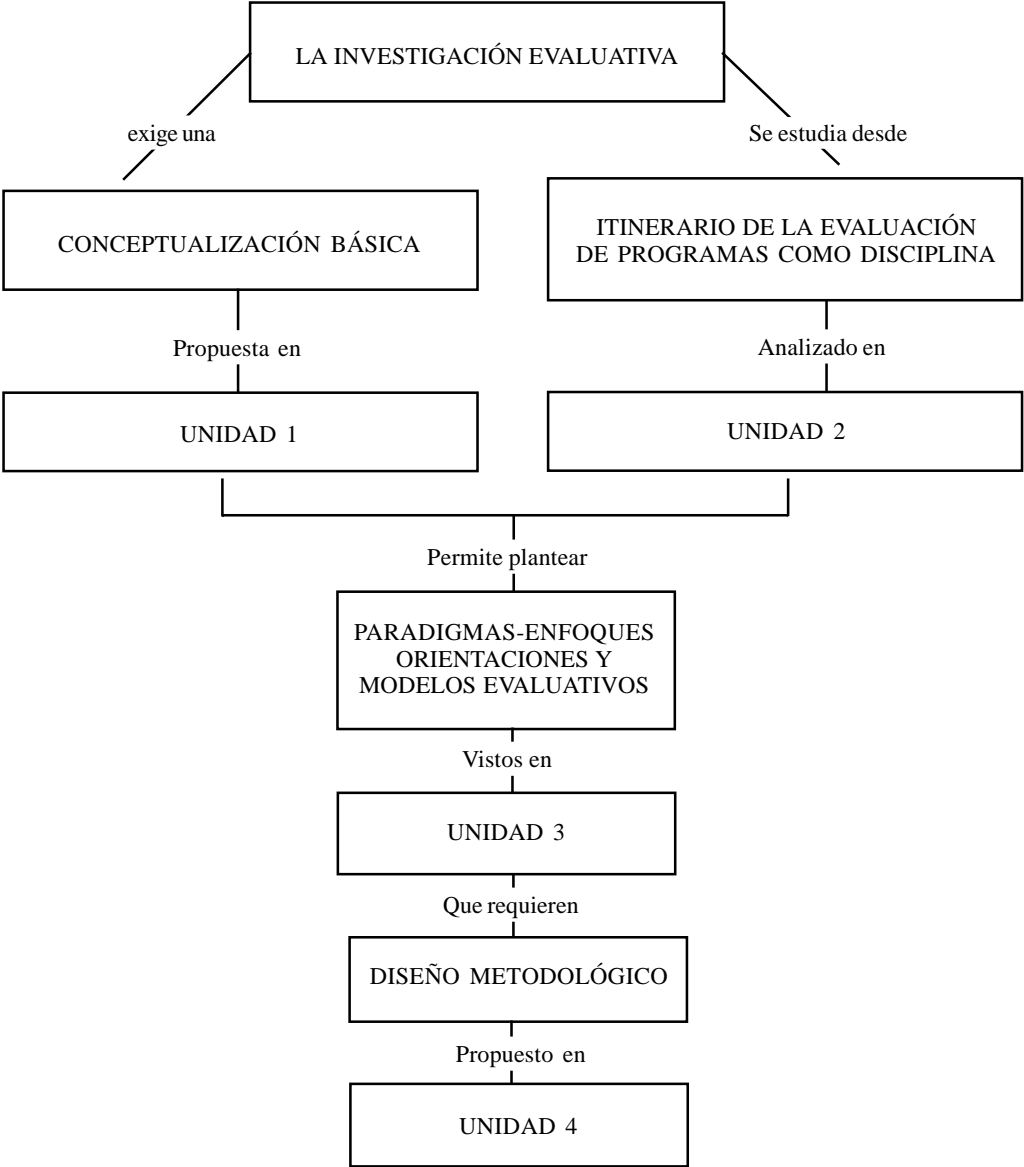 LA INVESTIGACIÓN EVALUATIVA
exige una
Se estudia desde
CONCEPTUALIZACIÓN BÁSICA
ITINERARIO DE LA EVALUACIÓN
DE PROGRAMAS COMO DISCIPLINA
Propuesta en
Analizado en
UNIDAD 1
UNIDAD 2
Permite plantear
PARADIGMAS-ENFOQUES
ORIENTACIONES Y
MODELOS EVALUATIVOS
Vistos en
UNIDAD 3
Que requieren
DISEÑO METODOLÓGICO
Propuesto en
UNIDAD 4